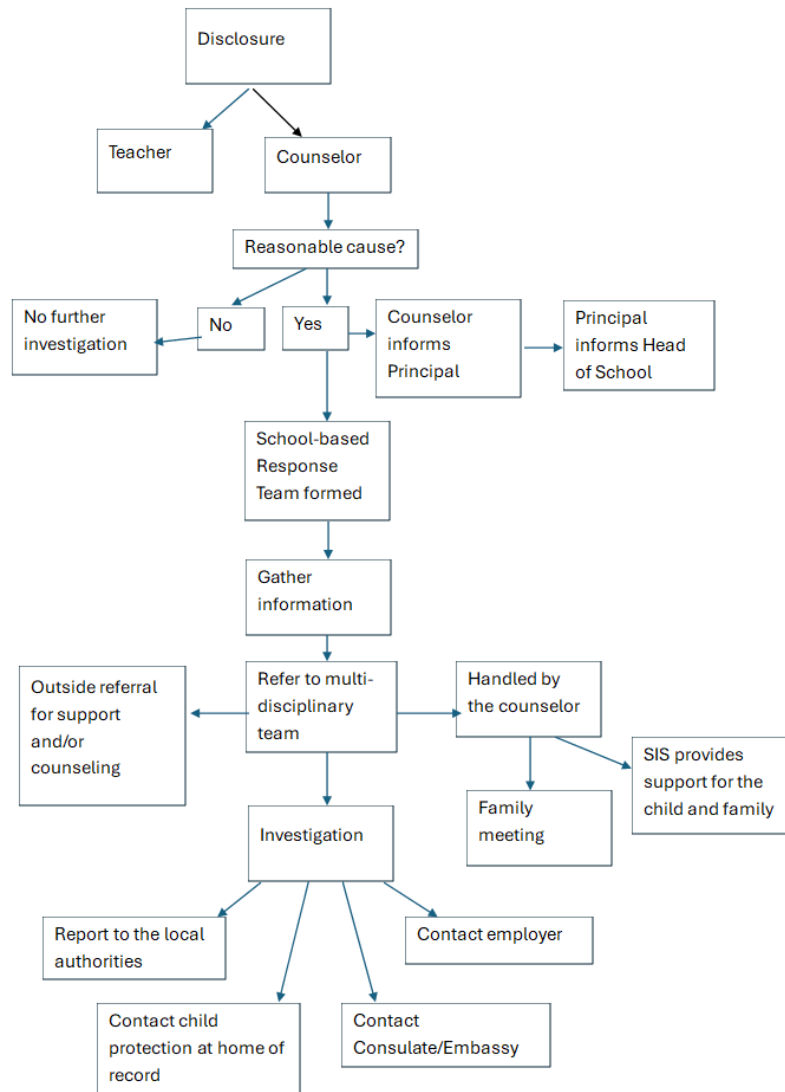 Disclosure
Teacher
Counselor
Reasonable cause?
No further
investigation
No
Yes
Counselor
informs
Principal
Principal
informs Head
of School
School-based
Response
Team formed
Gather
information
Outside referral
for support
and/or
counseling
Refer to multi-
disciplinary
team
Handled by
the counselor
SIS provides
support for the
child and family
Family
meeting
Investigation
Report to the local
authorities
Contact employer
Contact child
protection at home of
record
Contact
Consulate/Embassy